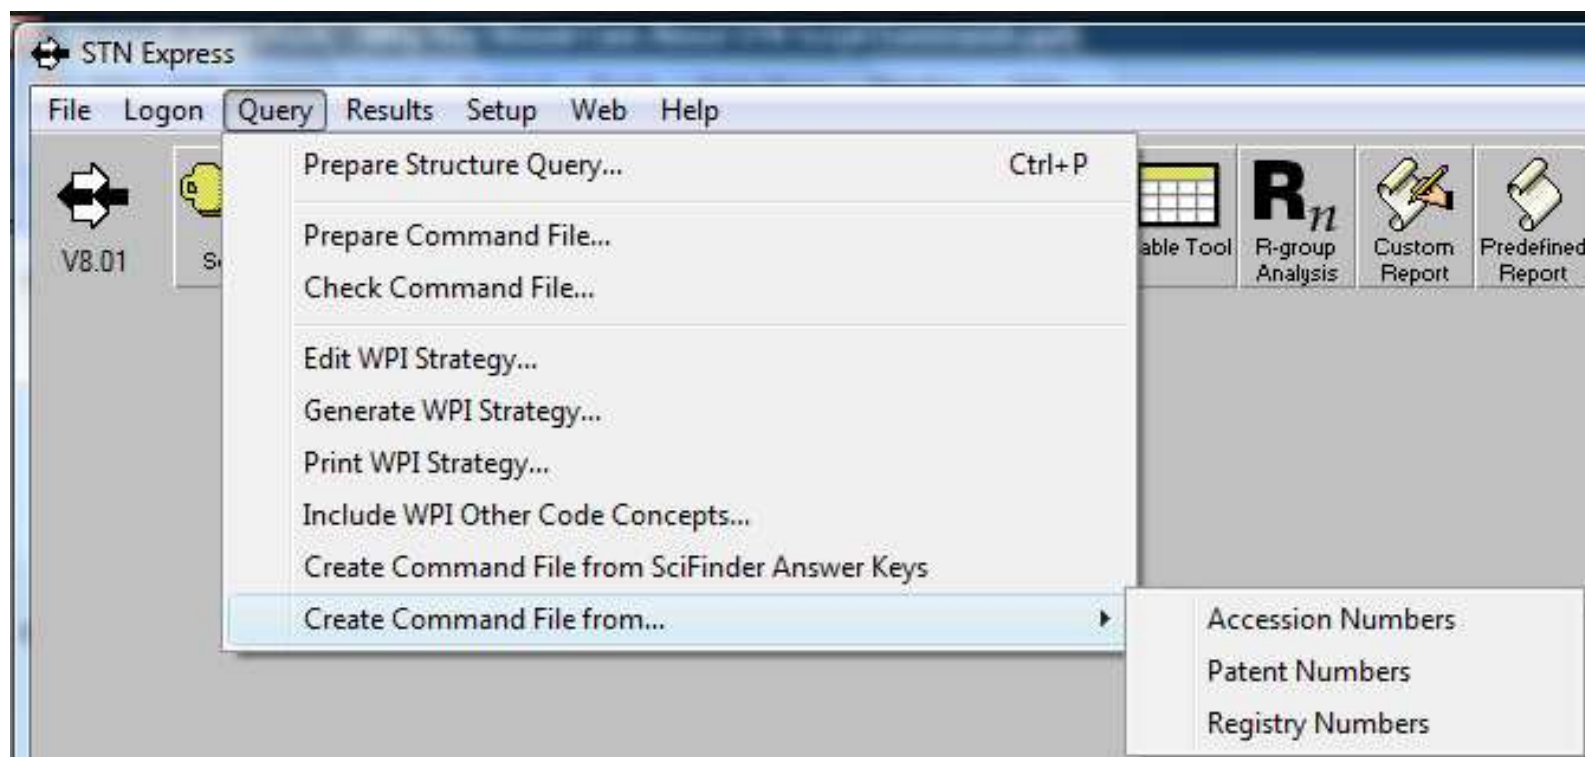 STN Express
File Logon Query Results Setup Web Help
V8.01
Prepare Structure Query... Ctrl+P
Prepare Command File...
Check Command File...
Edit WPI Strategy...
Generate WPI Strategy...
Print WPI Strategy...
Include WPI Other Code Concepts...
Create Command File from SciFinder Answer Keys
Create Command File from...
Accession Numbers
Patent Numbers
Registry Numbers
Tool
Rn
R-group
Analysis
Custom
Report
Predefined
Report